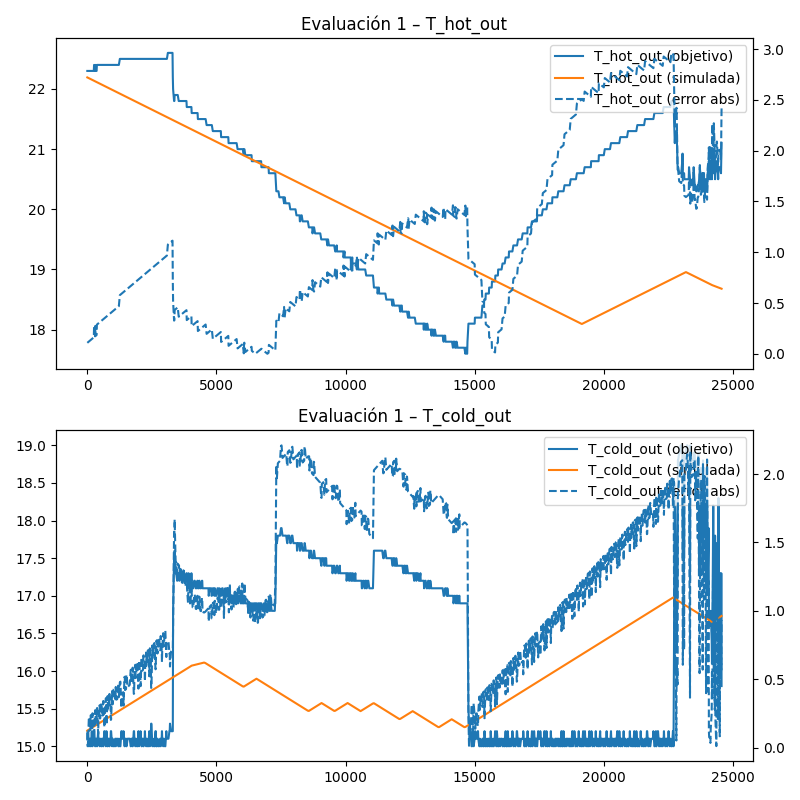 Evaluación 1 – T_hot_out
T_hot_out (objetivo)
T_hot_out (simulada)
T_hot_out (error abs)
22
21
20
19
18
3.0
2.5
2.0
1.5
1.0
0.5
0.0
0 5000 10000 15000 20000 25000
Evaluación 1 – T_cold_out
T_cold_out (objetivo)
T_cold_out (simulada)
T_cold_out (error abs)
19.0
18.5
18.0
17.5
17.0
16.5
16.0
15.5
15.0
2.0
1.5
1.0
0.5
0.0
0 5000 10000 15000 20000 25000